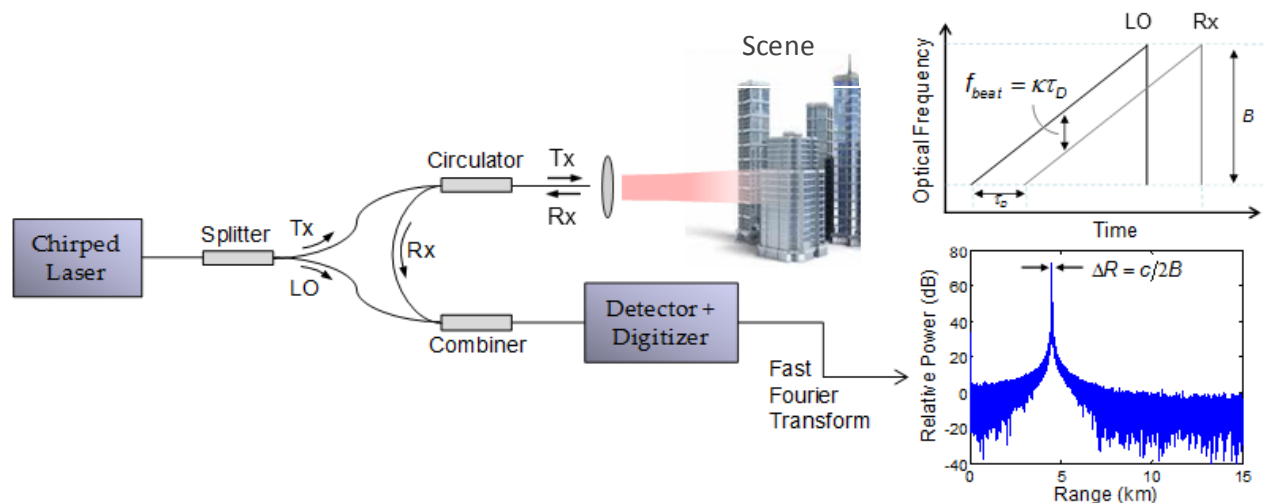 Scene
Circulator
Tx
Rx
Splitter
Tx
Chirped
Laser
LO
Rx
Combiner
Detector +
Digitizer
Fast
Fourier
Transform
LO Rx
Optical Frequency
f_beat = κτ_D
B
Time
80
60
40
20
0
-20
-40
Relative Power (dB)
ΔR = c/2B
0 5 10 15
Range (km)